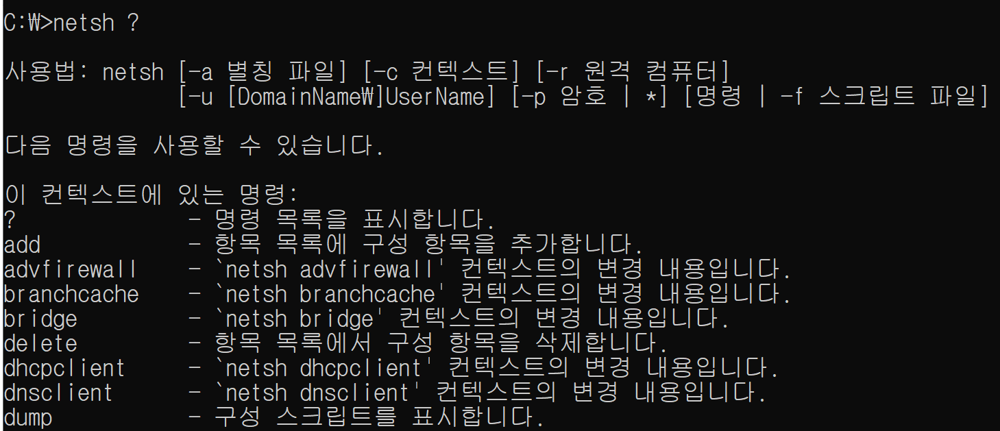 C:₩>netsh ?
사용법: netsh [-a 별칭 파일] [-c 컨텍스트] [-r 원격 컴퓨터]
[-u [DomainName₩]UserName] [-p 암호 | *] [명령 | -f 스크립트 파일]
다음 명령을 사용할 수 있습니다.
이 컨텍스트에 있는 명령:
? - 명령 목록을 표시합니다.
add - 항목 목록에 구성 항목을 추가합니다.
advfirewall - `netsh advfirewall' 컨텍스트의 변경 내용입니다.
branchcache - `netsh branchcache' 컨텍스트의 변경 내용입니다.
bridge - `netsh bridge' 컨텍스트의 변경 내용입니다.
delete - 항목 목록에서 구성 항목을 삭제합니다.
dhcpclient - `netsh dhcpclient' 컨텍스트의 변경 내용입니다.
dnsclient - `netsh dnsclient' 컨텍스트의 변경 내용입니다.
dump - 구성 스크립트를 표시합니다.